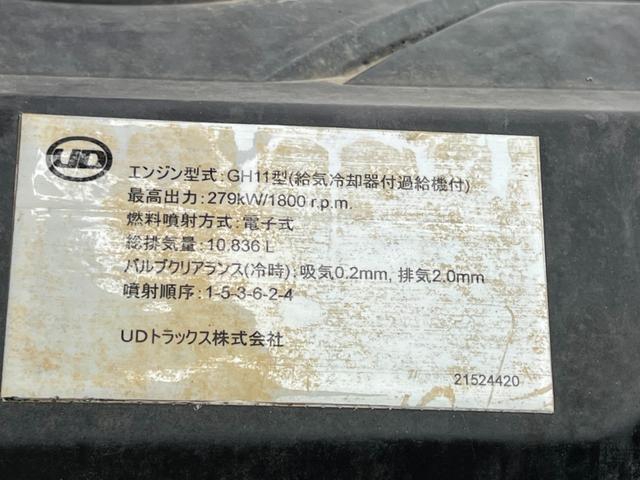 UD
エンジン型式:GH11型(給気冷却器付過給機付)
最高出力:279kW/1800 r.p.m.
燃料噴射方式:電子式
総排気量:10.836 L
バルブクリアランス(冷時):吸気0.2mm, 排気2.0mm
噴射順序:1-5-3-6-2-4
UDトラックス株式会社
21524420